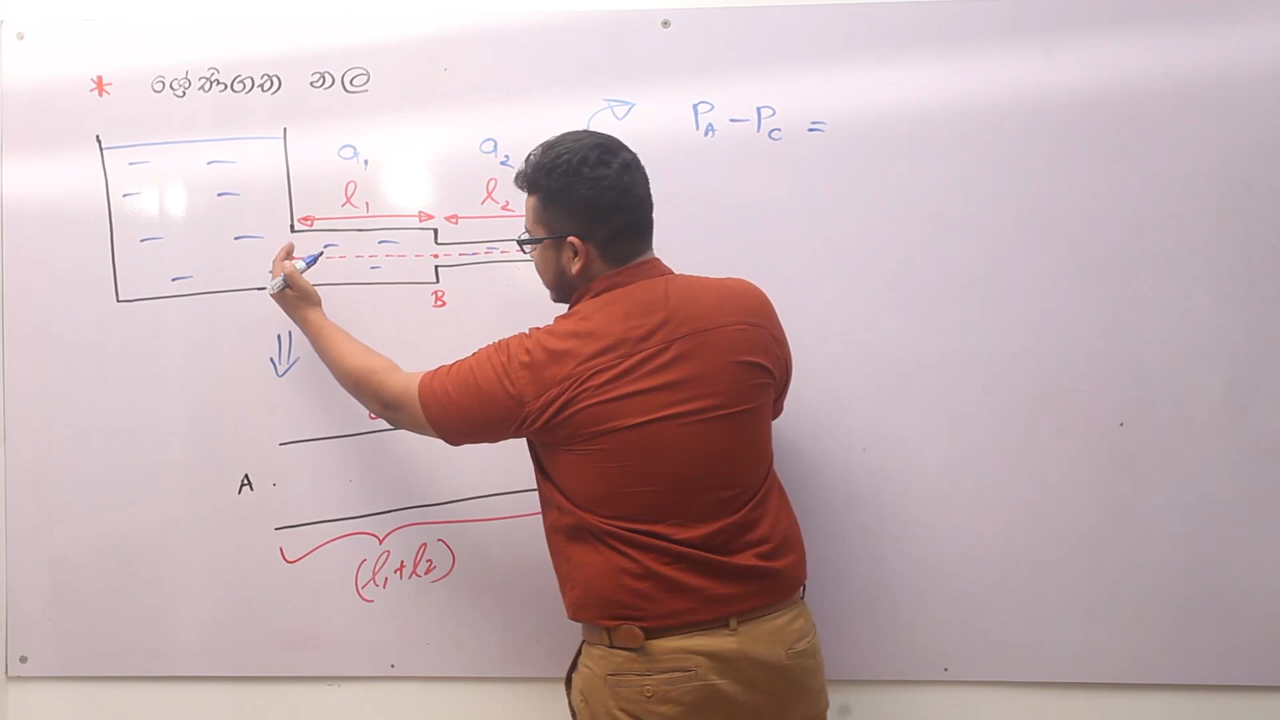 * ශ්‍රේණිගත නල
P_A - P_C =
a₁ a₂
l₁ l₂
B
A
(l₁+l₂)